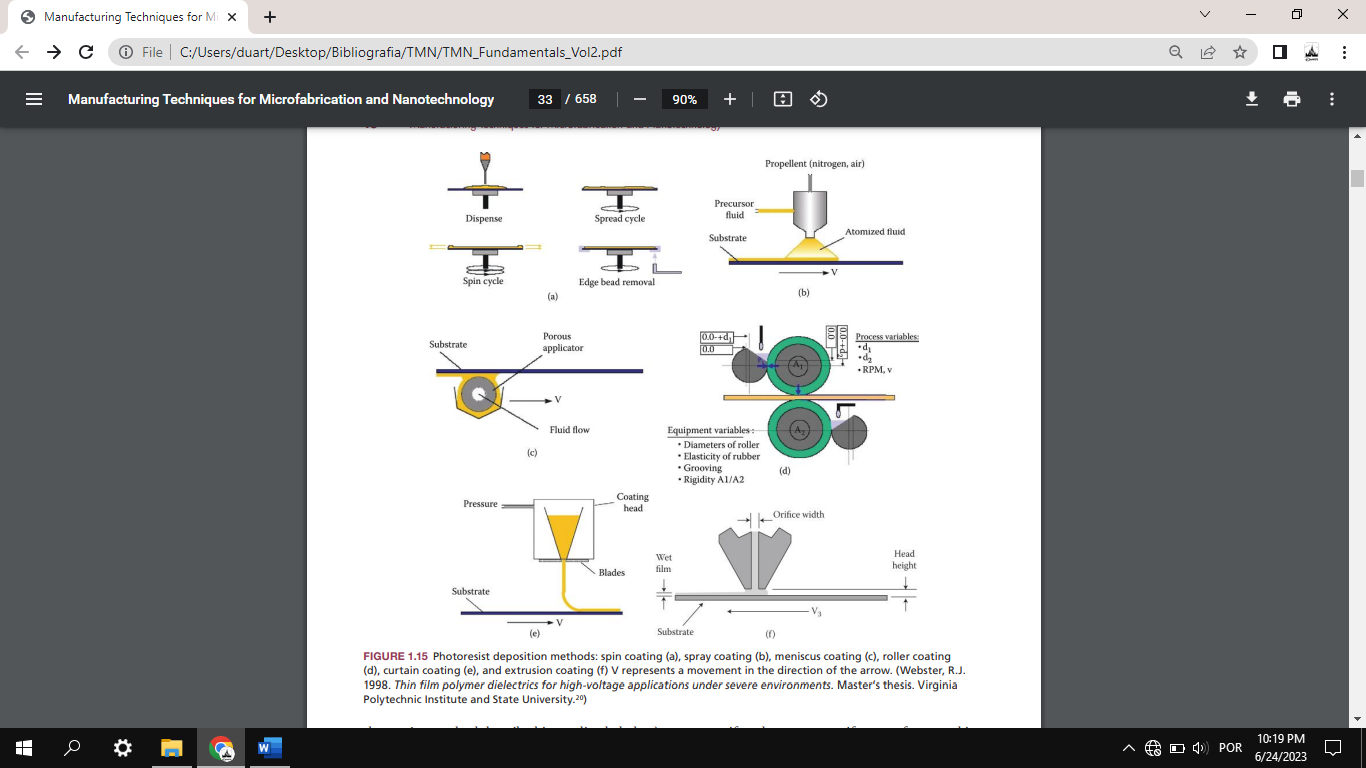 Manufacturing Techniques for Mi
File
C:/Users/duart/Desktop/Bibliografia/TMN/TMN_Fundamentals_Vol2.pdf
Manufacturing Techniques for Microfabrication and Nanotechnology
33 / 658
90%
Dispense
Spread cycle
Spin cycle
Edge bead removal
(a)
Propellent (nitrogen, air)
Precursor
fluid
Substrate
Atomized fluid
V
(b)
Substrate
Porous
applicator
V
Fluid flow
(c)
0.0-+d1
0.0
0.0
0.0-+d2
A1
A2
Process variables:
•d1
•d2
•RPM, v
Equipment variables :
• Diameters of roller
• Elasticity of rubber
• Grooving
• Rigidity A1/A2
(d)
Pressure
Coating
head
Blades
Substrate
V
(e)
Orifice width
Wet
film
Head
height
V3
Substrate
(f)
FIGURE 1.15 Photoresist deposition methods: spin coating (a), spray coating (b), meniscus coating (c), roller coating
(d), curtain coating (e), and extrusion coating (f) V represents a movement in the direction of the arrow. (Webster, R.J.
1998. Thin film polymer dielectrics for high-voltage applications under severe environments. Master's thesis. Virginia
Polytechnic Institute and State University.20)
POR
10:19 PM
6/24/2023